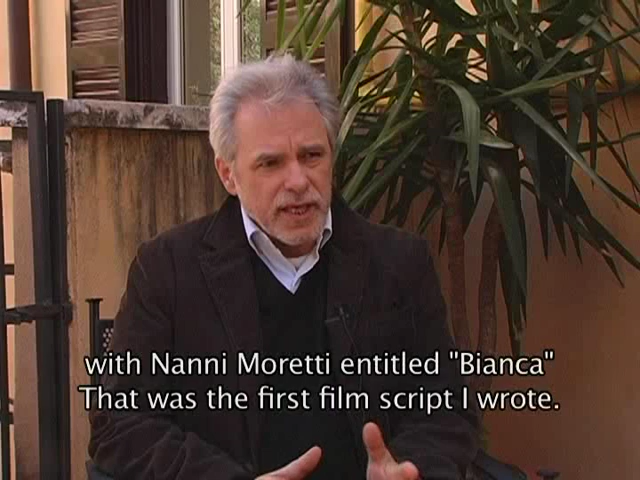 with Nanni Moretti entitled "Bianca"
That was the first film script I wrote.